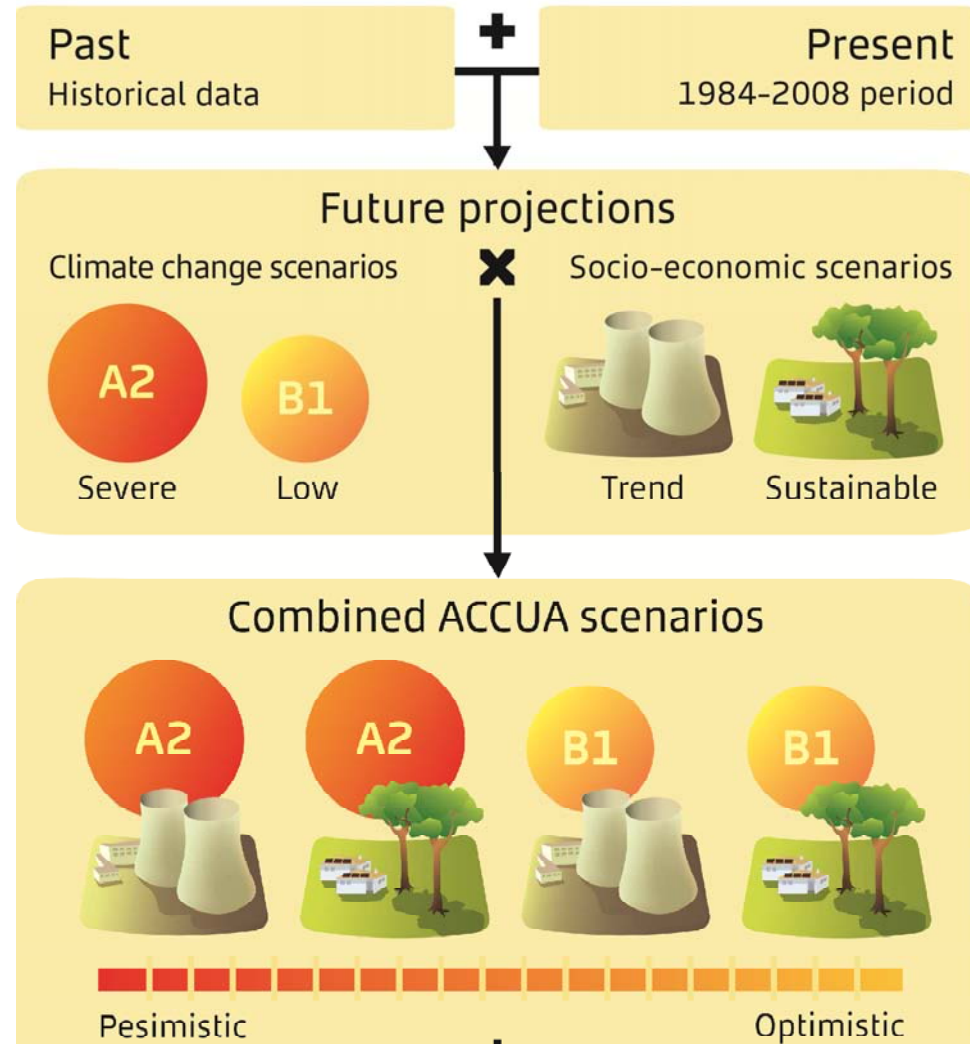 Past
Historical data
Present
1984-2008 period
Future projections
Climate change scenarios
Socio-economic scenarios
A2
B1
Severe
Low
Trend
Sustainable
Combined ACCUA scenarios
A2
A2
B1
B1
Pesimistic
Optimistic